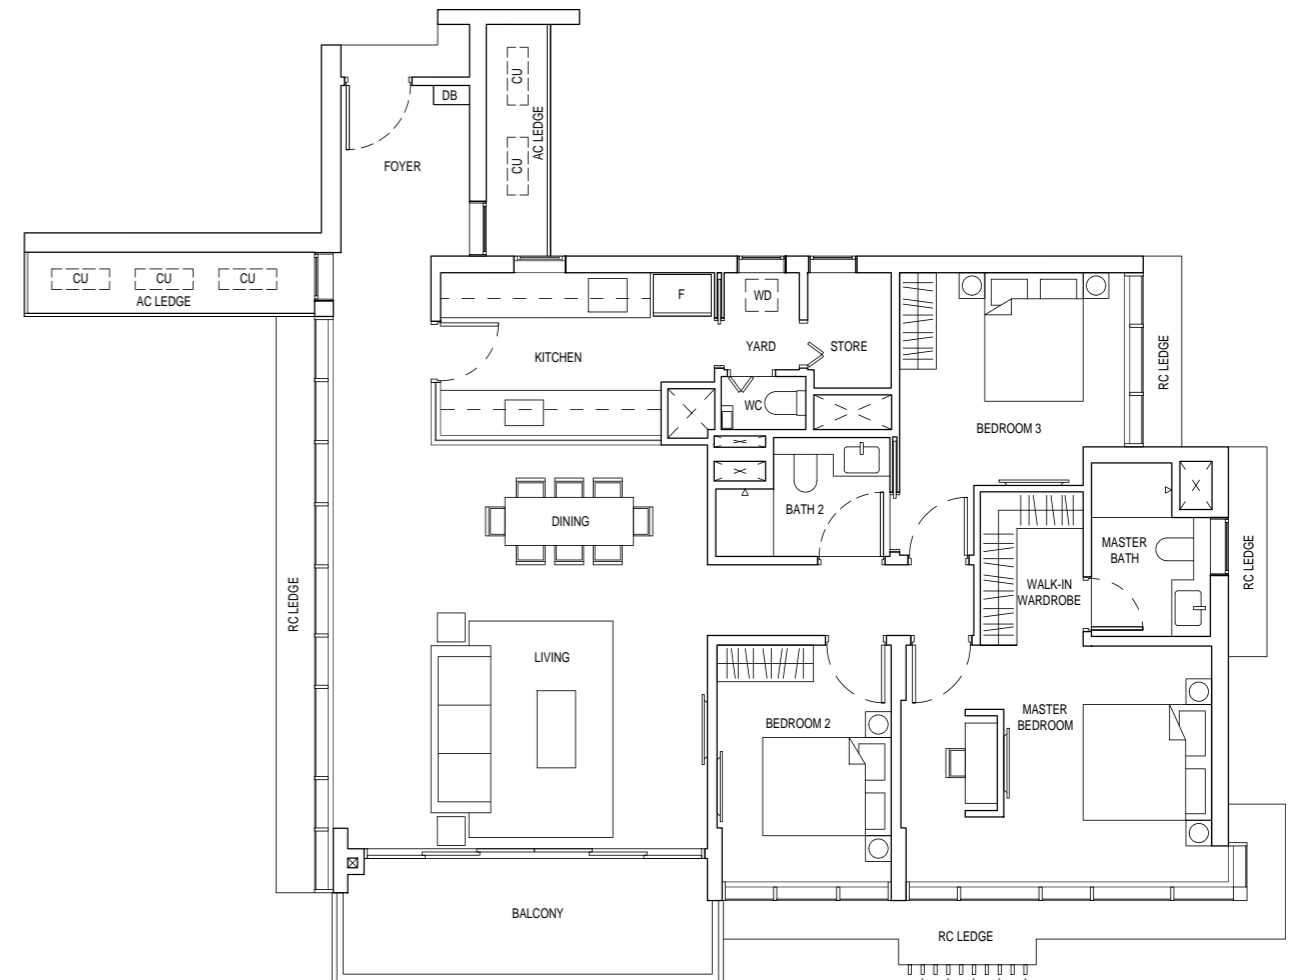 CU
DB
AC LEDGE
CU
FOYER
CU
CU
CU
AC LEDGE
F
WD
KITCHEN
YARD
STORE
RC LEDGE
WC
BEDROOM 3
BATH 2
DINING
MASTER
BATH
RC LEDGE
WALK-IN
WARDROBE
RC LEDGE
LIVING
BEDROOM 2
MASTER
BEDROOM
BALCONY
RC LEDGE